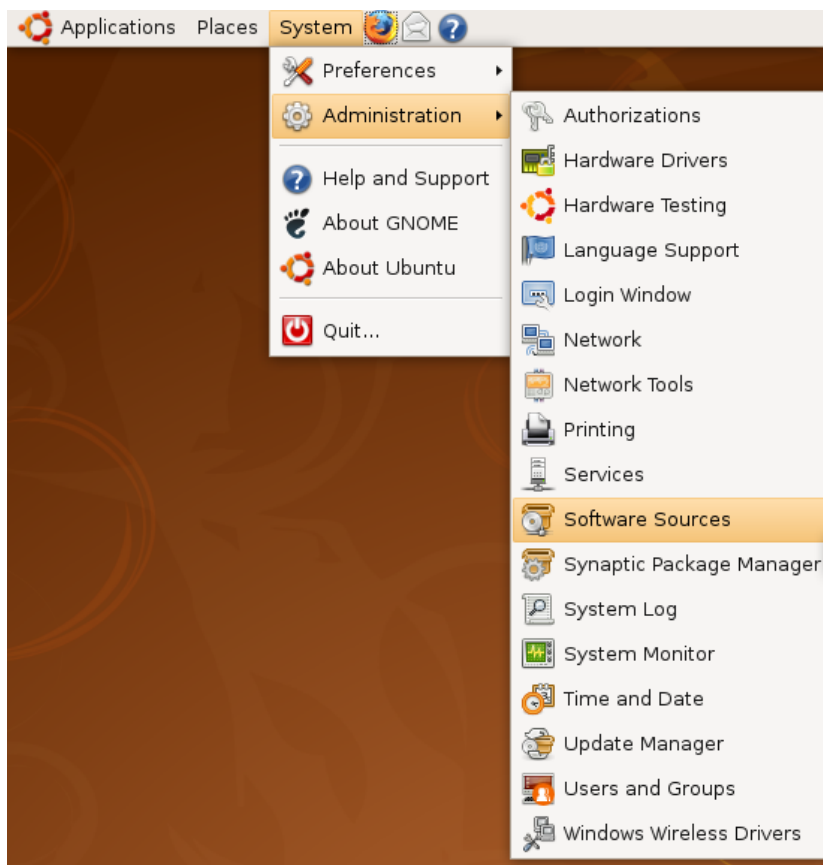 Applications Places System
Preferences
Administration
Help and Support
About GNOME
About Ubuntu
Quit...
Authorizations
Hardware Drivers
Hardware Testing
Language Support
Login Window
Network
Network Tools
Printing
Services
Software Sources
Synaptic Package Manager
System Log
System Monitor
Time and Date
Update Manager
Users and Groups
Windows Wireless Drivers